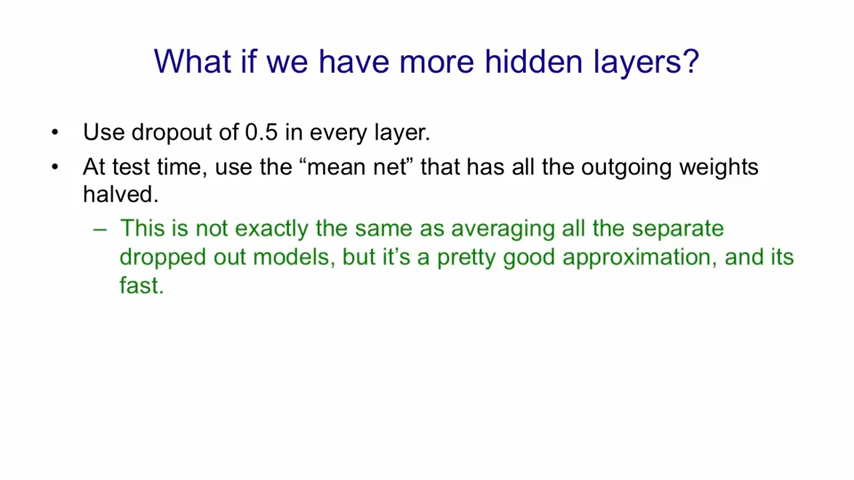 What if we have more hidden layers?
• Use dropout of 0.5 in every layer.
• At test time, use the “mean net” that has all the outgoing weights
halved.
– This is not exactly the same as averaging all the separate
dropped out models, but it’s a pretty good approximation, and its
fast.